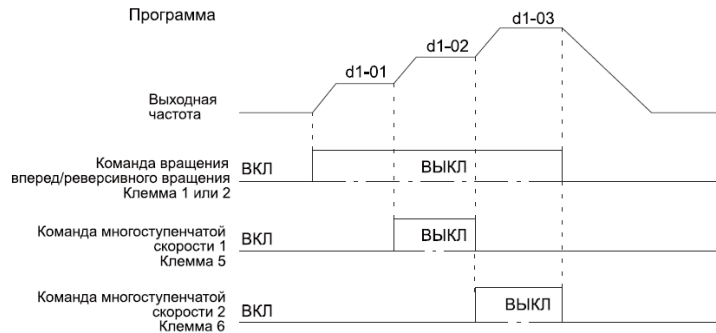 Программа
d1-03
d1-02
d1-01
Выходная
частота
Команда вращения
вперед/реверсивного вращения
Клемма 1 или 2
ВКЛ
ВЫКЛ
Команда многоступенчатой
скорости 1
Клемма 5
ВКЛ
ВЫКЛ
Команда многоступенчатой
скорости 2
Клемма 6
ВКЛ
ВЫКЛ